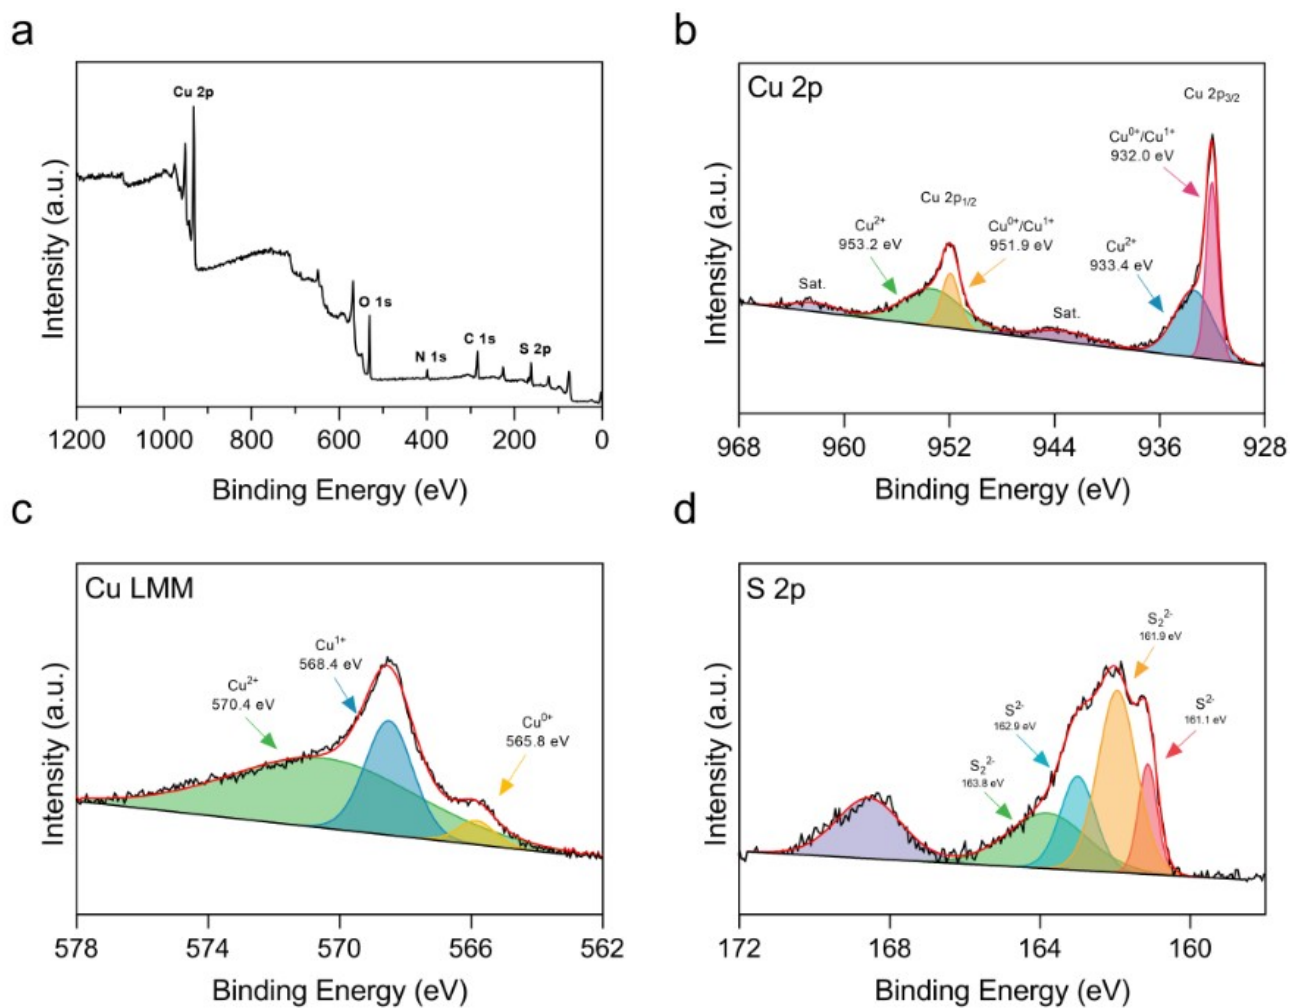 a
Cu 2p
O 1s
N 1s
C 1s
S 2p
Intensity (a.u.)
1200 1000 800 600 400 200 0
Binding Energy (eV)
b
Cu 2p
Cu 2p₃/₂
Cu⁰⁺/Cu¹⁺
932.0 eV
Cu 2p₁/₂
Cu²⁺
953.2 eV
Cu⁰⁺/Cu¹⁺
951.9 eV
Cu²⁺
933.4 eV
Sat.
Sat.
Intensity (a.u.)
968 960 952 944 936 928
Binding Energy (eV)
c
Cu LMM
Cu¹⁺
568.4 eV
Cu²⁺
570.4 eV
Cu⁰⁺
565.8 eV
Intensity (a.u.)
578 574 570 566 562
Binding Energy (eV)
d
S 2p
S₂²⁻
161.9 eV
S²⁻
162.9 eV
S²⁻
161.1 eV
S₂²⁻
163.8 eV
Intensity (a.u.)
172 168 164 160
Binding Energy (eV)